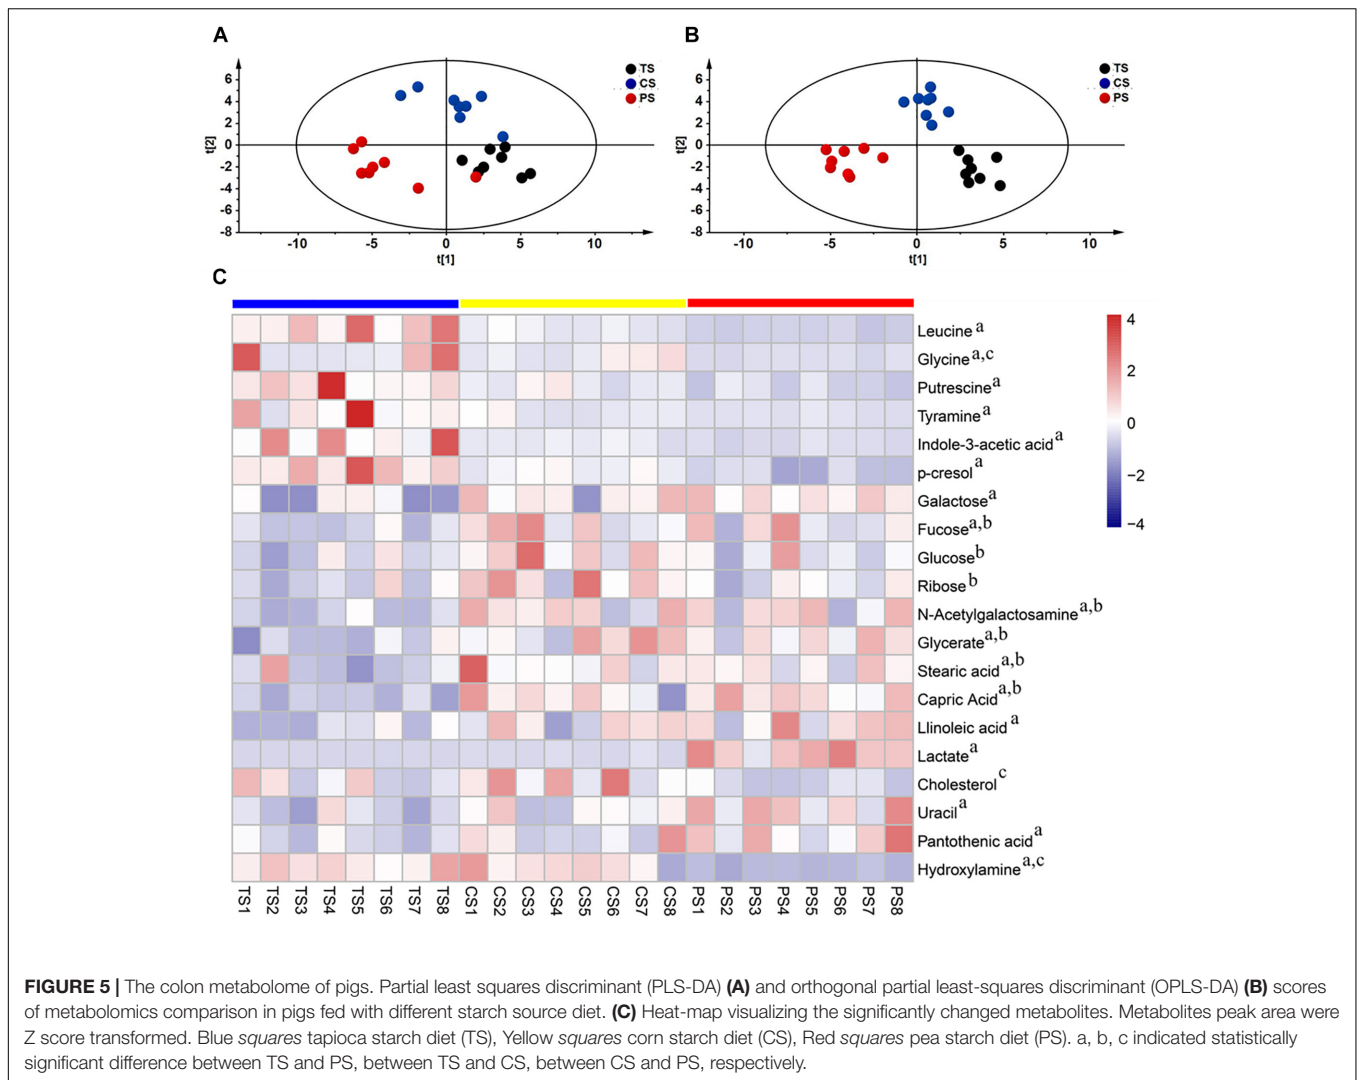 A
B
TS
CS
PS
6
4
2
0
-2
-4
-6
-8
t[2]
-10 -5 0 5 10
t[1]
TS
CS
PS
6
4
2
0
-2
-4
-6
-8
t[2]
-10 -5 0 5 10
t[1]
C
Leucine a
Glycine a,c
Putrescine a
Tyramine a
Indole-3-acetic acid a
p-cresol a
Galactose a
Fucose a,b
Glucose b
Ribose b
N-Acetylgalactosamine a,b
Glycerate a,b
Stearic acid a,b
Capric Acid a,b
Llinoleic acid a
Lactate a
Cholesterol c
Uracil a
Pantothenic acid a
Hydroxylamine a,c
4
2
0
−2
−4
TS1 TS2 TS3 TS4 TS5 TS6 TS7 TS8 CS1 CS2 CS3 CS4 CS5 CS6 CS7 CS8 PS1 PS2 PS3 PS4 PS5 PS6 PS7 PS8
FIGURE 5 | The colon metabolome of pigs. Partial least squares discriminant (PLS-DA) (A) and orthogonal partial least-squares discriminant (OPLS-DA) (B) scores
of metabolomics comparison in pigs fed with different starch source diet. (C) Heat-map visualizing the significantly changed metabolites. Metabolites peak area were
Z score transformed. Blue squares tapioca starch diet (TS), Yellow squares corn starch diet (CS), Red squares pea starch diet (PS). a, b, c indicated statistically
significant difference between TS and PS, between TS and CS, between CS and PS, respectively.